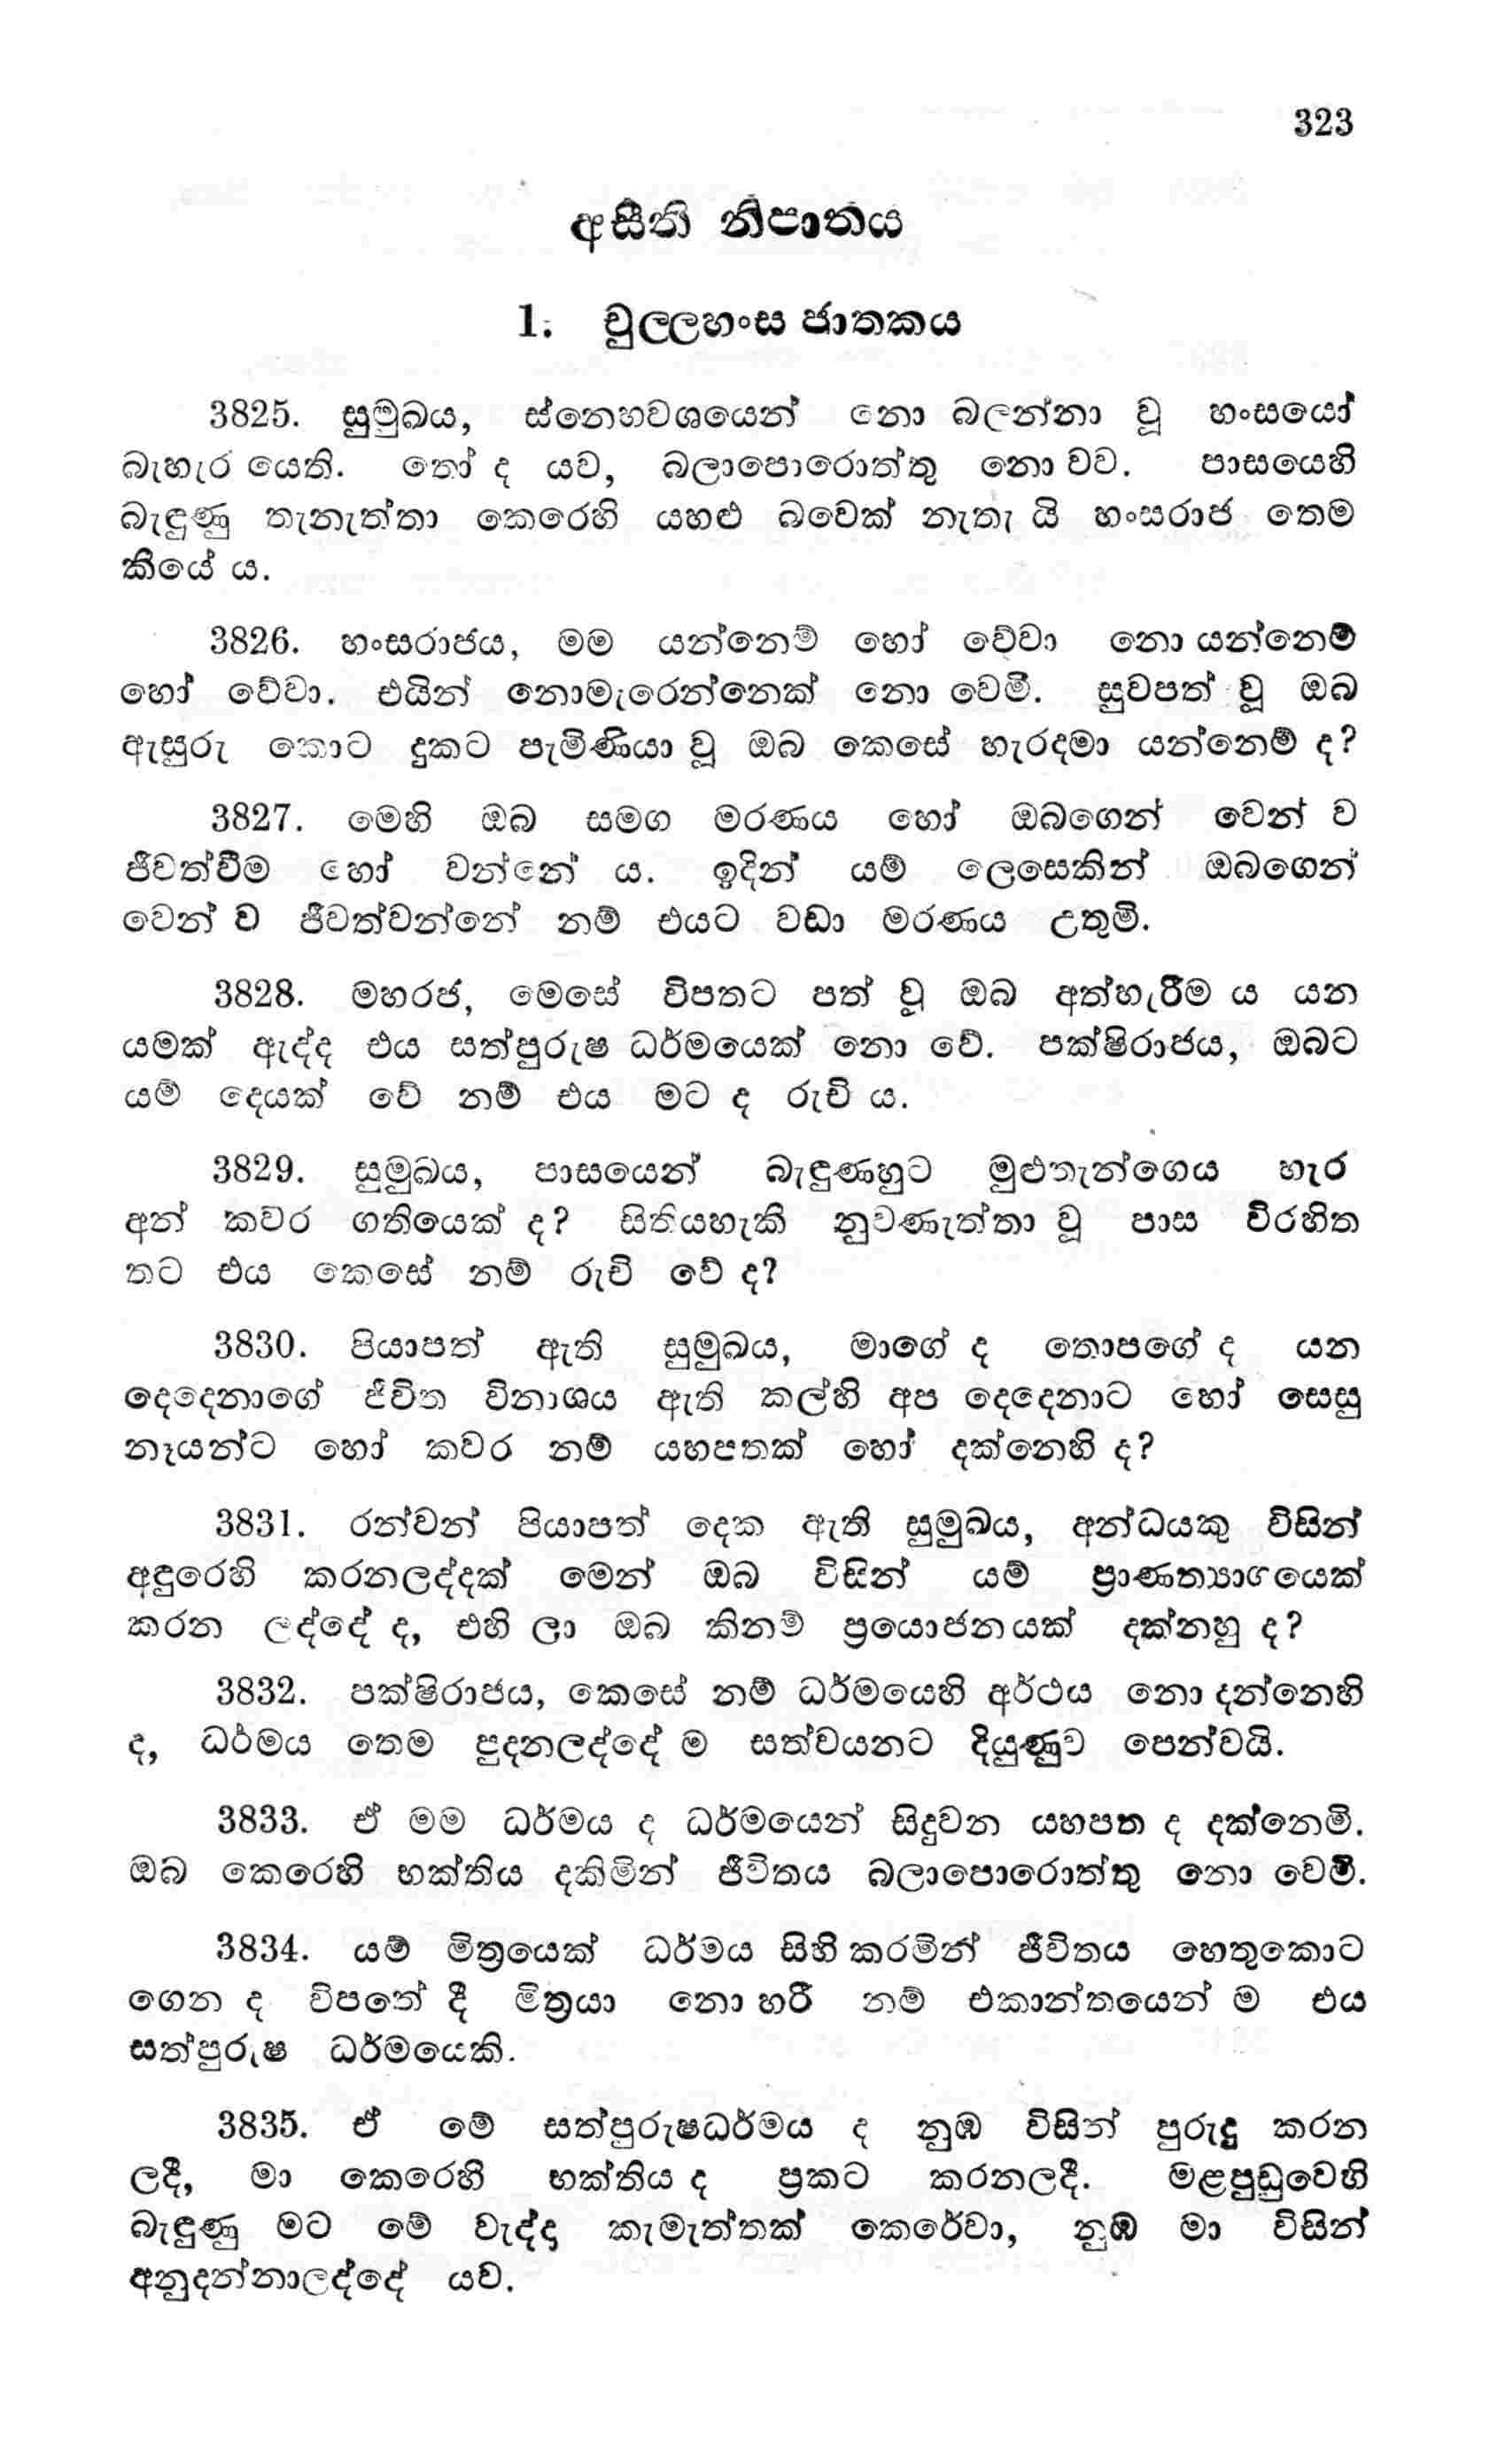 323
අසීති නිපාතය
1. චුල්ලහංස ජාතකය
3825. සුමුඛය, ස්නෙහවශයෙන් නො බලන්නා වූ හංසයෝ
බැහැර යෙති. තෝ ද යව, බලාපොරොත්තු නො වව. පාසයෙහි
බැඳුණු තැනැත්තා කෙරෙහි යහළු බවෙක් නැතැ යි හංසරාජ තෙම
කීයේ ය.
3826. හංසරාජය, මම යන්නෙම් හෝ වේවා නො යන්නෙම්
හෝ වේවා. එයින් නොමැරෙන්නෙක් නො වෙමි. සුවපත් වූ ඔබ
ඇසුරු කොට දුකට පැමිණියා වූ ඔබ කෙසේ හැරදමා යන්නෙම් ද?
3827. මෙහි ඔබ සමග මරණය හෝ ඔබගෙන් වෙන් ව
ජීවත්වීම හෝ වන්නේ ය. ඉදින් යම් ලෙසෙකින් ඔබගෙන්
වෙන් ව ජීවත්වන්නේ නම් එයට වඩා මරණය උතුමි.
3828. මහරජ, මෙසේ විපතට පත් වූ ඔබ අත්හැරීම ය යන
යමක් ඇද්ද එය සත්පුරුෂ ධර්මයෙක් නො වේ. පක්ෂිරාජය, ඔබට
යම් දෙයක් වේ නම් එය මට ද රුචි ය.
3829. සුමුඛය, පාසයෙන් බැඳුණහුට මුළුතැන්ගෙය හැර
අන් කවර ගතියෙක් ද? සිතියහැකි නුවණැත්තා වූ පාස විරහිත
තට එය කෙසේ නම් රුචි වේ ද?
3830. පියාපත් ඇති සුමුඛය, මාගේ ද තොපගේ ද යන
දෙදෙනාගේ ජීවිත විනාශය ඇති කල්හි අප දෙදෙනාට හෝ සෙසු
නෑයන්ට හෝ කවර නම් යහපතක් හෝ දක්නෙහි ද?
3831. රන්වන් පියාපත් දෙක ඇති සුමුඛය, අන්ධයකු විසින්
අඳුරෙහි කරනලද්දක් මෙන් ඔබ විසින් යම් ප්‍රාණත්‍යාගයෙක්
කරන ලද්දේ ද, එහි ලා ඔබ කිනම් ප්‍රයොජනයක් දක්නහු ද?
3832. පක්ෂිරාජය, කෙසේ නම් ධර්මයෙහි අර්ථය නො දන්නෙහි
ද, ධර්මය තෙම පුදනලද්දේ ම සත්වයනට දියුණුව පෙන්වයි.
3833. ඒ මම ධර්මය ද ධර්මයෙන් සිදුවන යහපත ද දක්නෙමි.
ඔබ කෙරෙහි භක්තිය දකිමින් ජීවිතය බලාපොරොත්තු නො වෙමි.
3834. යම් මිත්‍රයෙක් ධර්මය සිහි කරමින් ජීවිතය හෙතුකොට
ගෙන ද විපතේ දී මිත්‍රයා නො හරී නම් එකාන්තයෙන් ම එය
සත්පුරුෂ ධර්මයෙකි.
3835. ඒ මේ සත්පුරුෂධර්මය ද නුඹ විසින් පුරුදු කරන
ලදී, මා කෙරෙහි භක්තිය ද ප්‍රකට කරනලදී. මළපුඩුවෙහි
බැඳුණු මට මේ වැද්දා කැමැත්තක් කෙරේවා, නුඹ මා විසින්
අනුදන්නාලද්දේ යව.